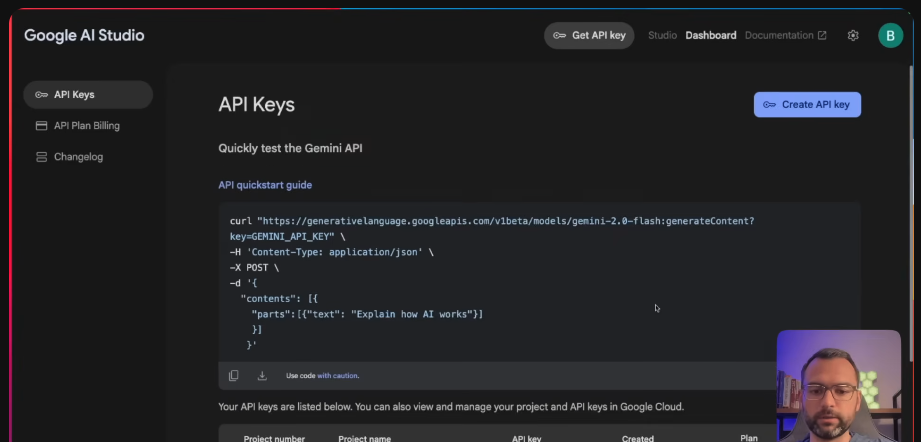 Google AI Studio
Get API key
Studio
Dashboard
Documentation
B
API Keys
API Plan Billing
Changelog
API Keys
Create API key
Quickly test the Gemini API
API quickstart guide
curl "https://generativelanguage.googleapis.com/v1beta/models/gemini-2.0-flash:generateContent?
key=GEMINI_API_KEY" \
-H 'Content-Type: application/json' \
-X POST \
-d '{
"contents": [{
"parts":[{"text": "Explain how AI works"}]
}]
}'
Use code with caution.
Your API keys are listed below. You can also view and manage your project and API keys in Google Cloud.
Project number Project name API key Created Plan